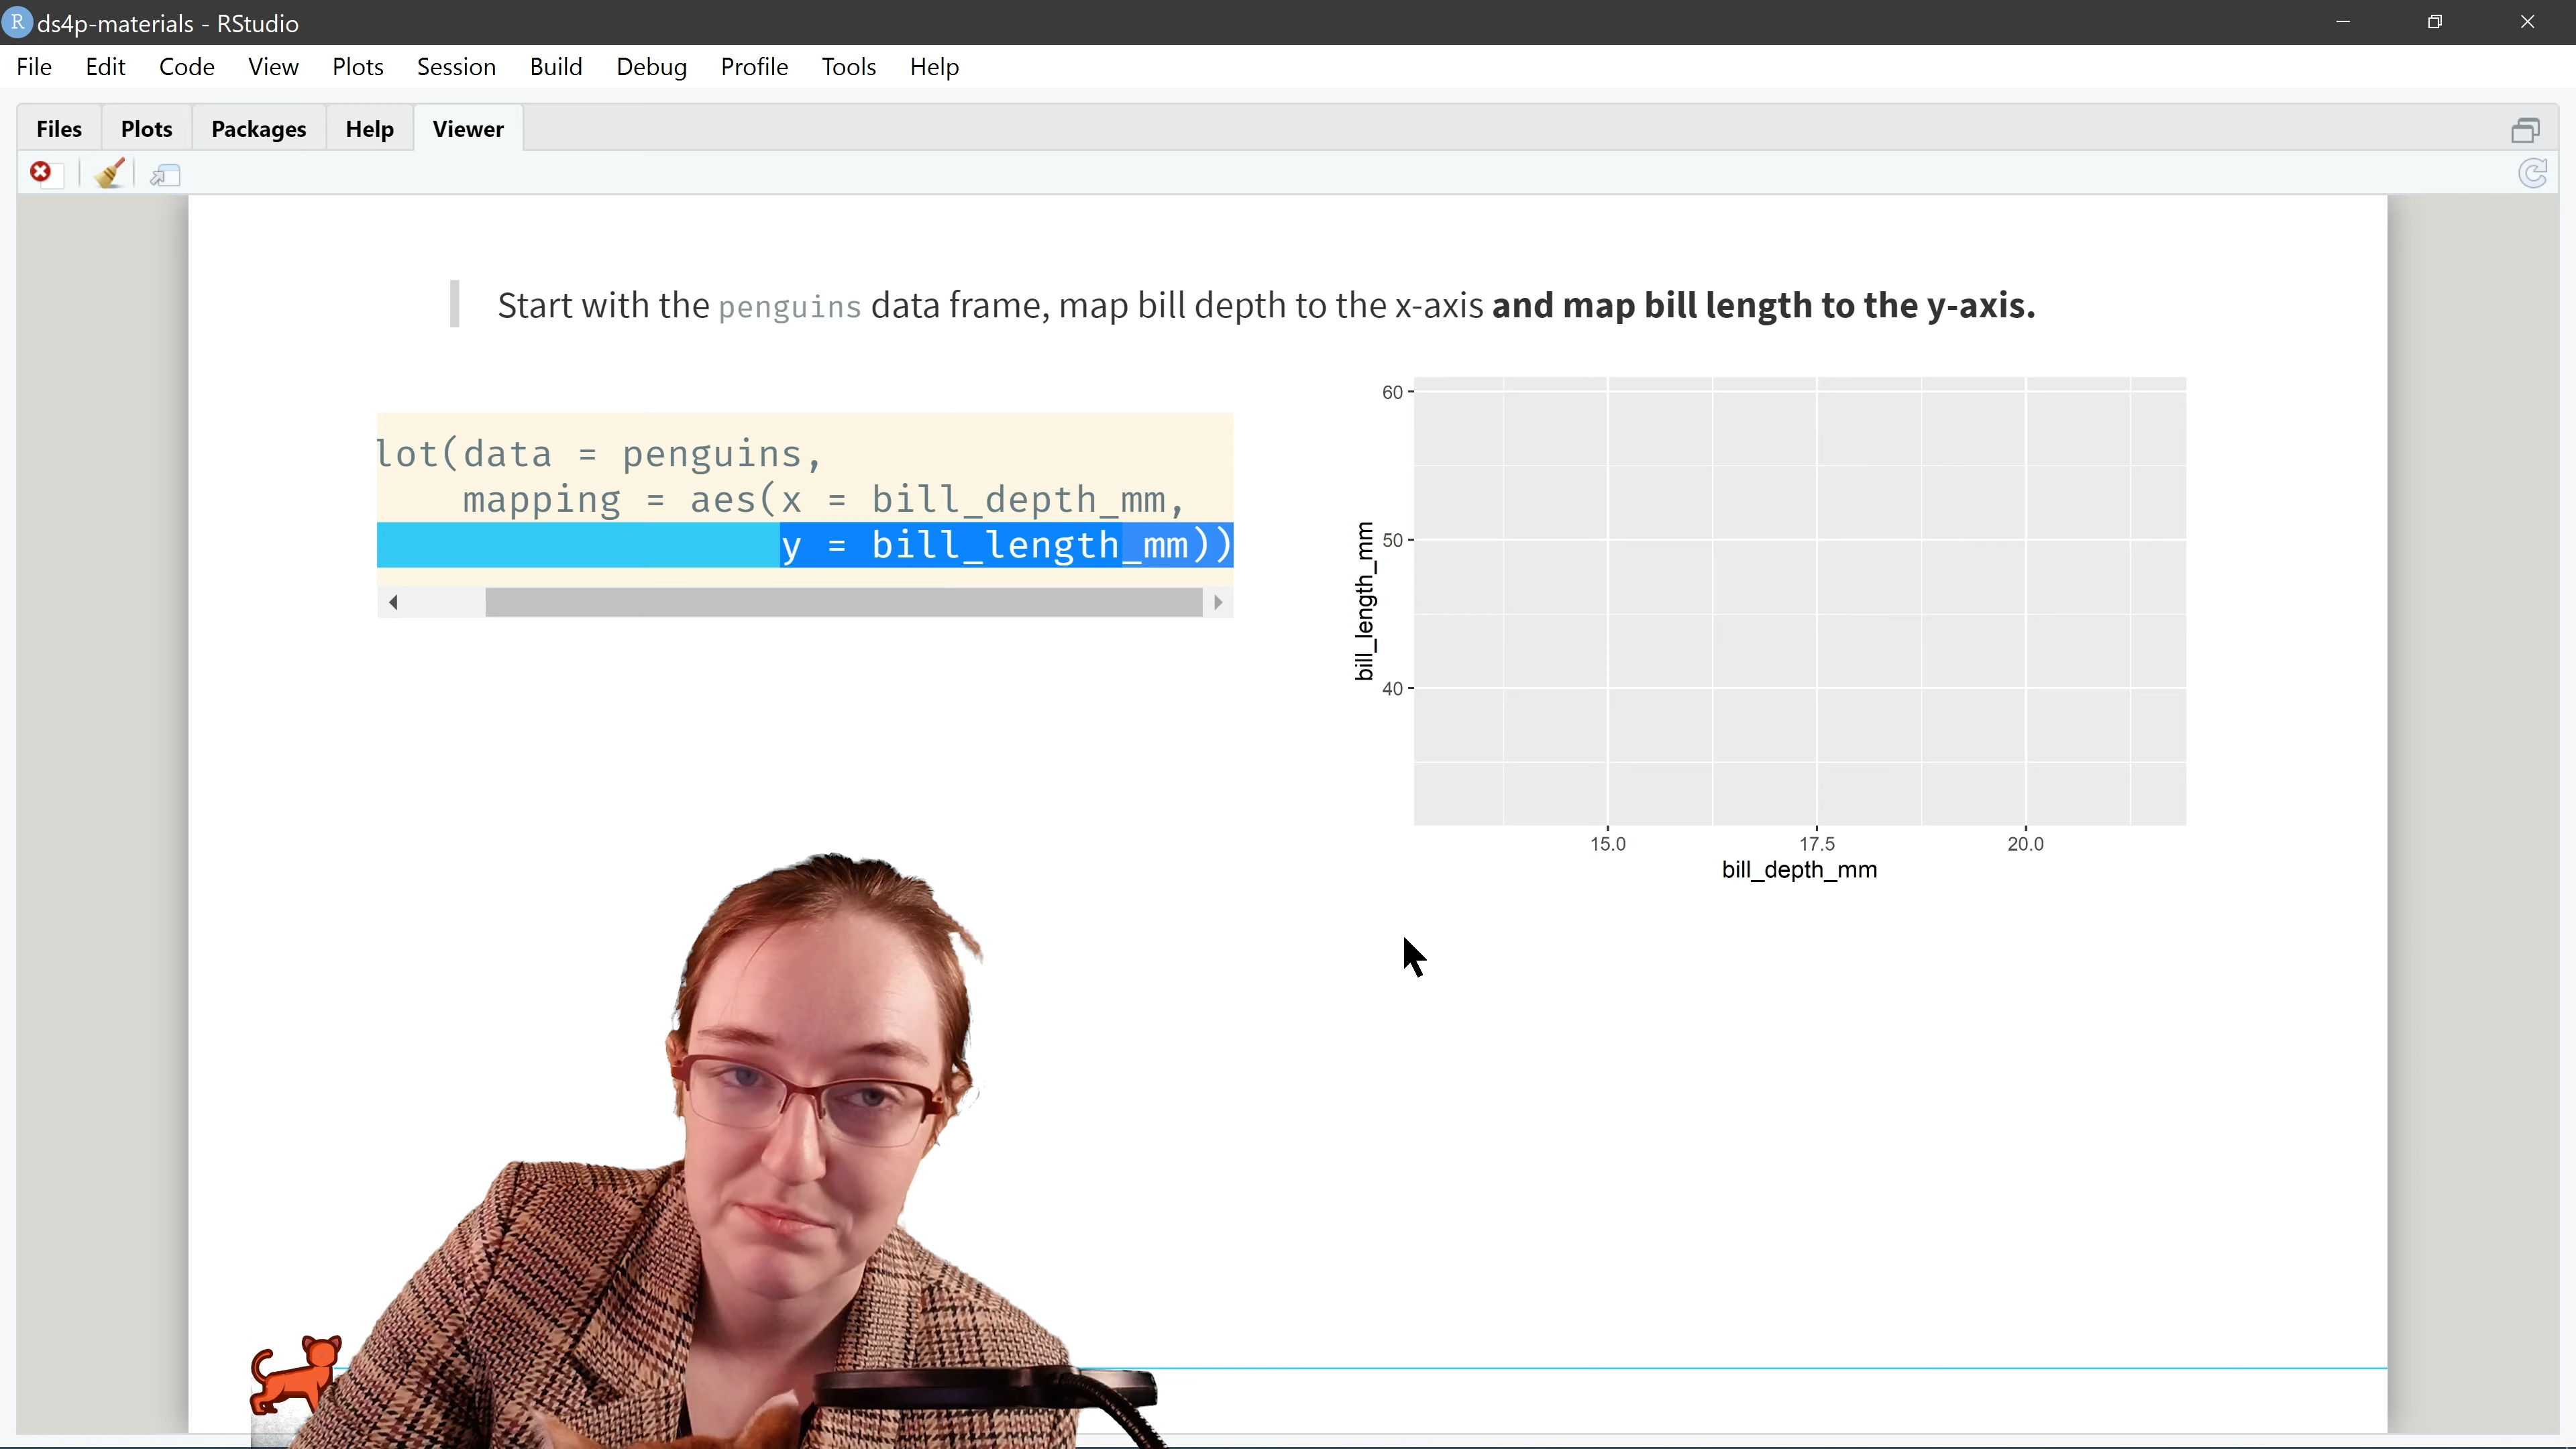 R ds4p-materials - RStudio
File Edit Code View Plots Session Build Debug Profile Tools Help
Files Plots Packages Help Viewer
Start with the penguins data frame, map bill depth to the x-axis and map bill length to the y-axis.
lot(data = penguins,
mapping = aes(x = bill_depth_mm,
y = bill_length_mm))
60
50
40
bill_length_mm
15.0 17.5 20.0
bill_depth_mm